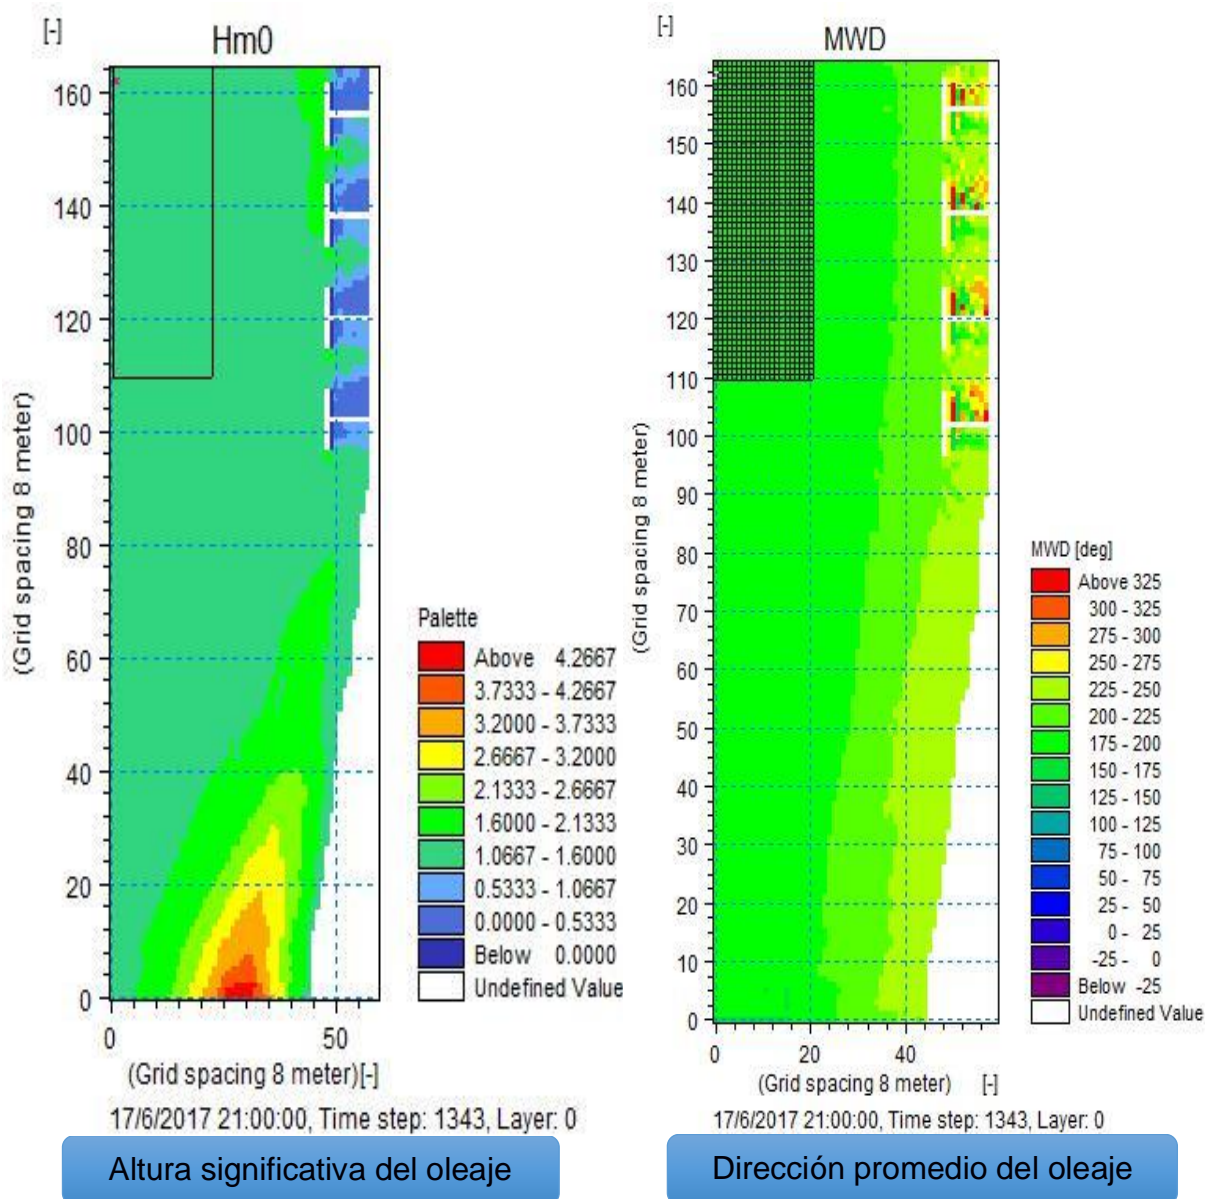 [-]
Hm0
160
140
120
100
80
60
40
20
0
0
50
(Grid spacing 8 meter)
(Grid spacing 8 meter)[-]
17/6/2017 21:00:00, Time step: 1343, Layer: 0
Palette
Above 4.2667
3.7333 - 4.2667
3.2000 - 3.7333
2.6667 - 3.2000
2.1333 - 2.6667
1.6000 - 2.1333
1.0667 - 1.6000
0.5333 - 1.0667
0.0000 - 0.5333
Below 0.0000
Undefined Value
Altura significativa del oleaje
[-]
MWD
160
150
140
130
120
110
100
90
80
70
60
50
40
30
20
10
0
0
20
40
(Grid spacing 8 meter)
(Grid spacing 8 meter) [-]
17/6/2017 21:00:00, Time step: 1343, Layer: 0
MWD [deg]
Above 325
300 - 325
275 - 300
250 - 275
225 - 250
200 - 225
175 - 200
150 - 175
125 - 150
100 - 125
75 - 100
50 - 75
25 - 50
0 - 25
-25 - 0
Below -25
Undefined Value
Dirección promedio del oleaje